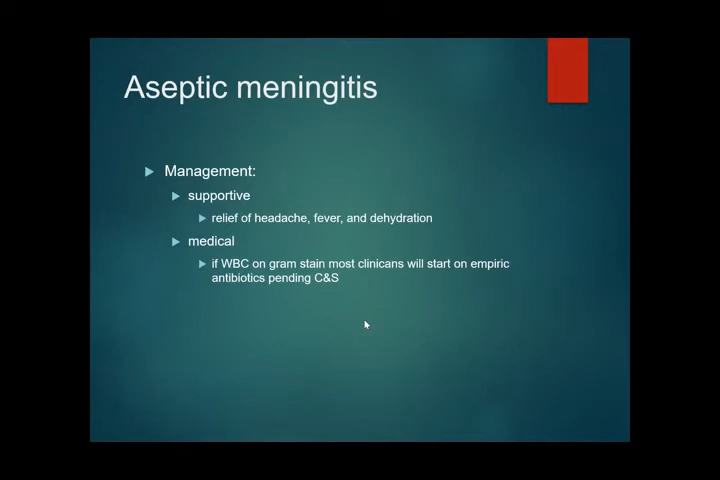 Aseptic meningitis
Management:
supportive
relief of headache, fever, and dehydration
medical
if WBC on gram stain most clinicans will start on empiric
antibiotics pending C&S